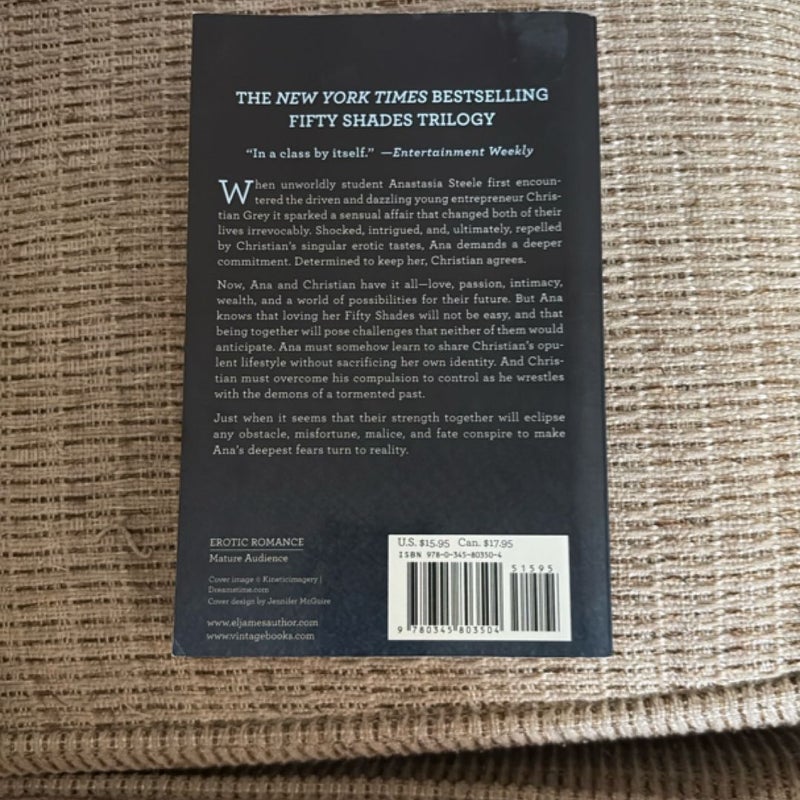 THE NEW YORK TIMES BESTSELLING
FIFTY SHADES TRILOGY
“In a class by itself.” —Entertainment Weekly
When unworldly student Anastasia Steele first encoun-
tered the driven and dazzling young entrepreneur Chris-
tian Grey it sparked a sensual affair that changed both of their
lives irrevocably. Shocked, intrigued, and, ultimately, repelled
by Christian’s singular erotic tastes, Ana demands a deeper
commitment. Determined to keep her, Christian agrees.
Now, Ana and Christian have it all—love, passion, intimacy,
wealth, and a world of possibilities for their future. But Ana
knows that loving her Fifty Shades will not be easy, and that
being together will pose challenges that neither of them would
anticipate. Ana must somehow learn to share Christian’s opu-
lent lifestyle without sacrificing her own identity. And Chris-
tian must overcome his compulsion to control as he wrestles
with the demons of a tormented past.
Just when it seems that their strength together will eclipse
any obstacle, misfortune, malice, and fate conspire to make
Ana’s deepest fears turn to reality.
EROTIC ROMANCE
Mature Audience
Cover image © Kineticimagery |
Dreamstime.com
Cover design by Jennifer McGuire
www.eljamesauthor.com
www.vintagebooks.com
U.S. $15.95 Can. $17.95
ISBN 978-0-345-80350-4
51595
9 780345 803504